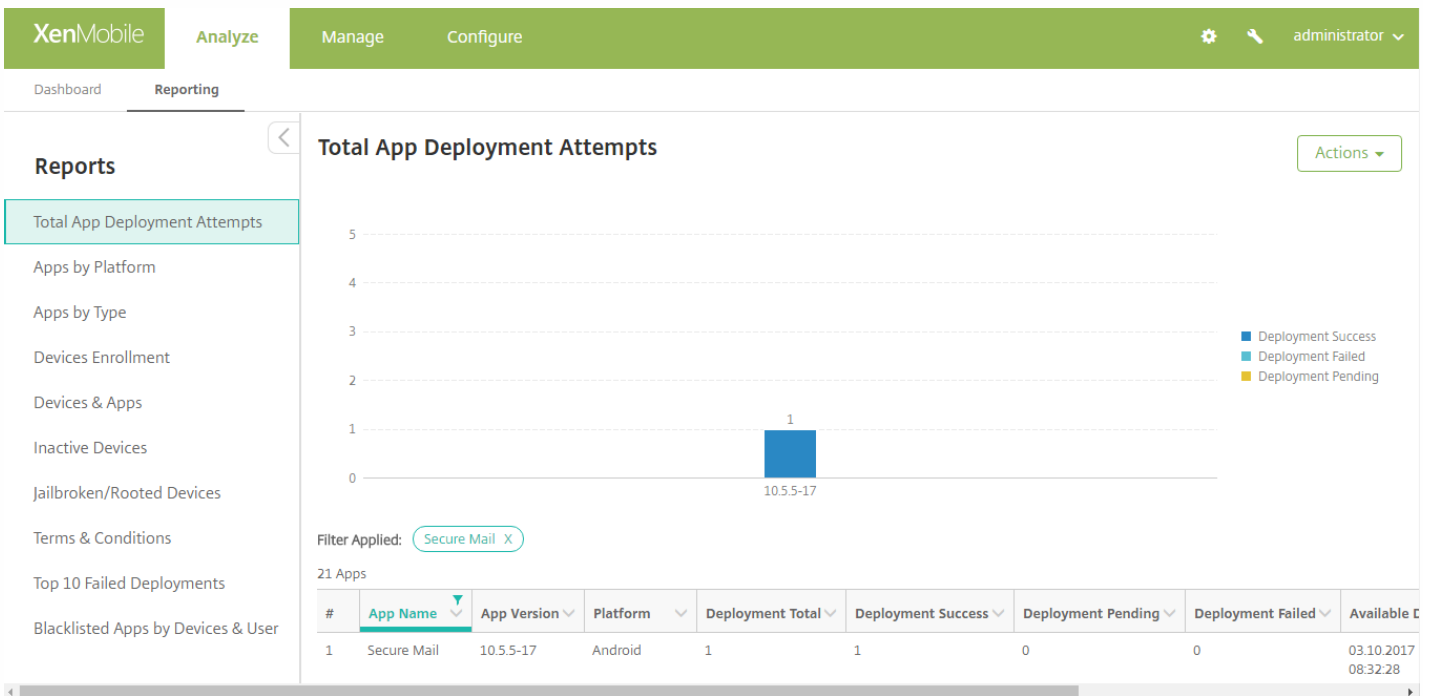 XenMobile Analyze Manage Configure administrator
Dashboard Reporting
Reports
Total App Deployment Attempts
Apps by Platform
Apps by Type
Devices Enrollment
Devices & Apps
Inactive Devices
Jailbroken/Rooted Devices
Terms & Conditions
Top 10 Failed Deployments
Blacklisted Apps by Devices & User
Total App Deployment Attempts
Actions
5
4
3
2
1
0
1
10.5.5-17
Deployment Success
Deployment Failed
Deployment Pending
Filter Applied: Secure Mail X
21 Apps
# App Name App Version Platform Deployment Total Deployment Success Deployment Pending Deployment Failed Available D
1 Secure Mail 10.5.5-17 Android 1 1 0 0 03.10.2017
08:32:28